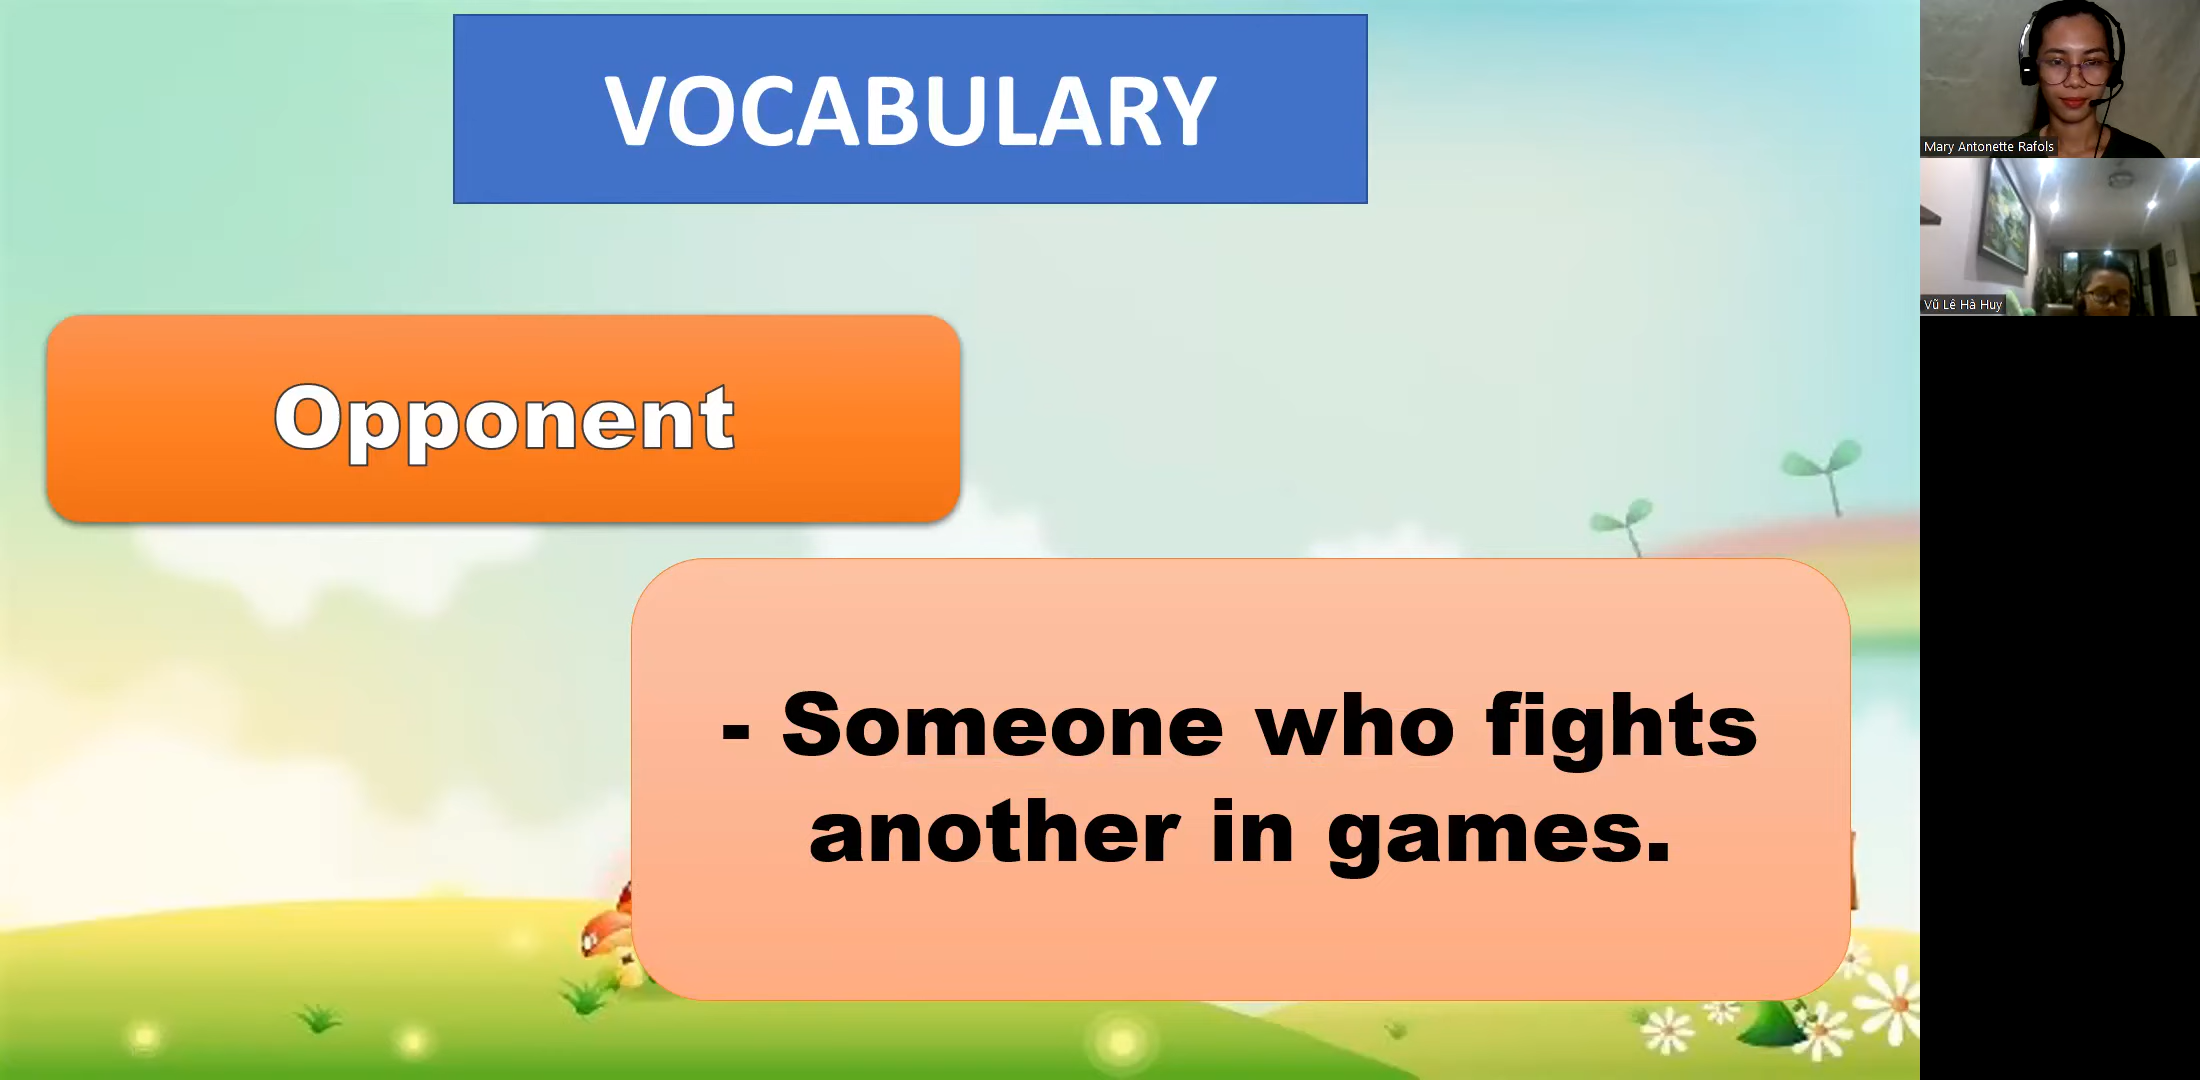 VOCABULARY
Opponent
- Someone who fights
another in games.
Mary Antonette Rafols
Vũ Lê Hà Huy